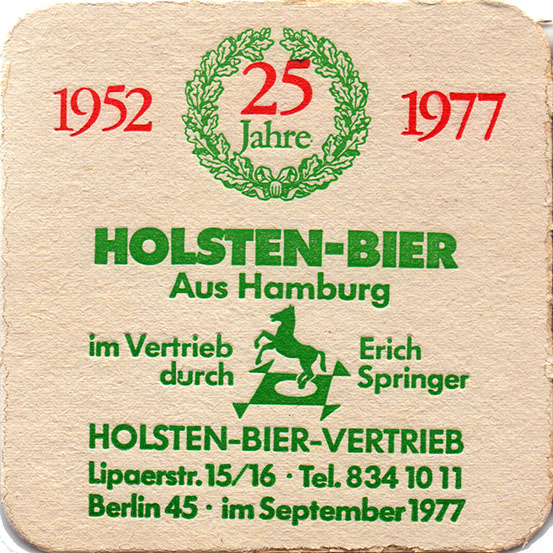 1952 25 1977
Jahre
HOLSTEN-BIER
Aus Hamburg
im Vertrieb Erich
durch Springer
HOLSTEN-BIER-VERTRIEB
Lipaerstr. 15/16 · Tel. 834 10 11
Berlin 45 · im September 1977